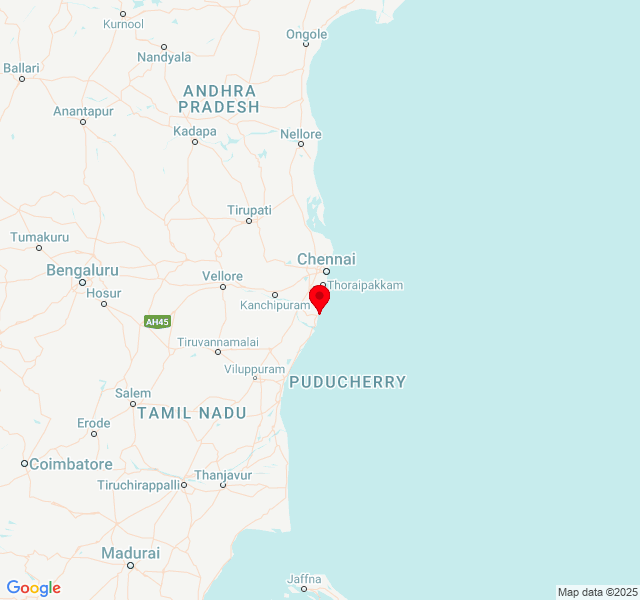 Kurnool
Ongole
Nandyala
Ballari
ANDHRA
PRADESH
Anantapur
Kadapa
Nellore
Tirupati
Tumakuru
Chennai
Bengaluru
Vellore
Thoraipakkam
Hosur
Kanchipuram
AH45
Tiruvannamalai
Viluppuram
PUDUCHERRY
Salem
TAMIL NADU
Erode
Coimbatore
Thanjavur
Tiruchirappalli
Madurai
Jaffna
Google
Map data ©2025